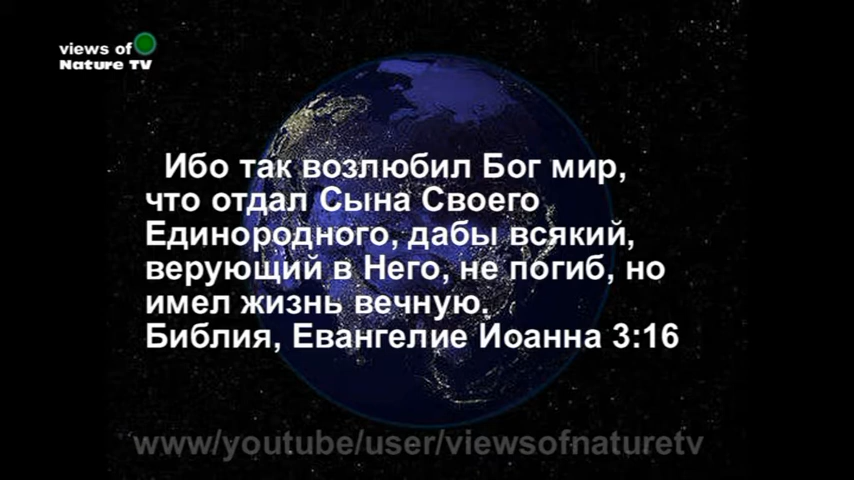 views of
Nature TV
Ибо так возлюбил Бог мир,
что отдал Сына Своего
Единородного, дабы всякий,
верующий в Него, не погиб, но
имел жизнь вечную.
Библия, Евангелие Иоанна 3:16
www/youtube/user/viewsofnaturetv